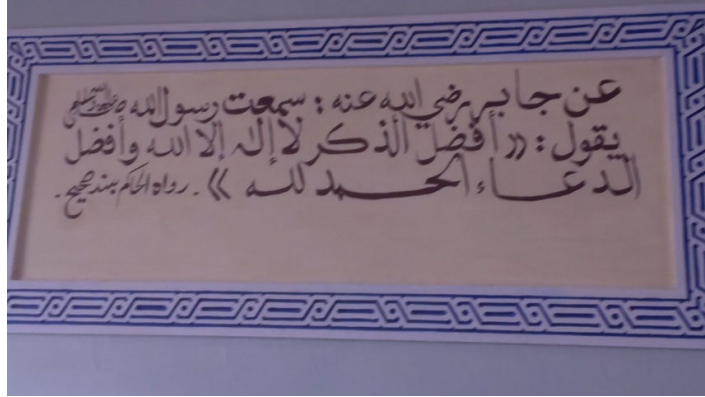 عن جابر رضي الله عنه : سمعت رسول الله صلى الله عليه وسلم
يقول : «أفضل الذكر لا إله إلا الله وأفضل
الدعاء الحمد لله» . رواه الحاكم بسند صحيح .